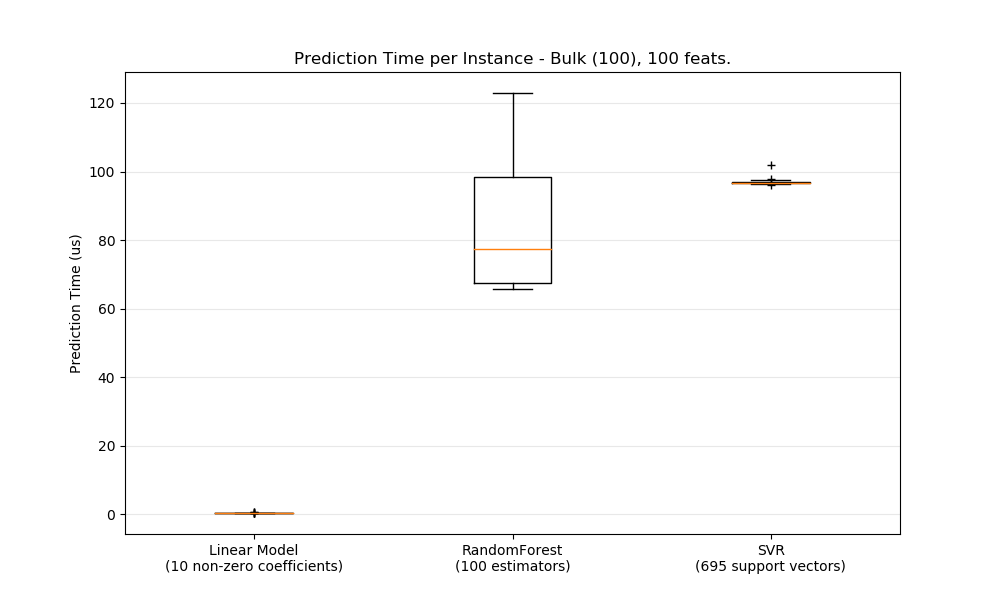 Prediction Time per Instance - Bulk (100), 100 feats.
Prediction Time (us)
120
100
80
60
40
20
0
Linear Model
(10 non-zero coefficients)
RandomForest
(100 estimators)
SVR
(695 support vectors)